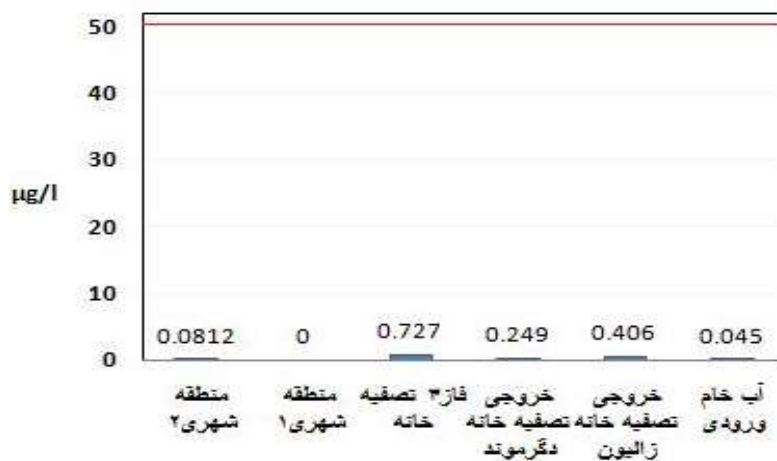 50
40
30
20
10
0
µg/l
0.0812
0
0.727
0.249
0.406
0.045
منطقه
شهری۲
منطقه
شهری۱
فاز۳ تصفیه
خانه
خروجی
تصفیه خانه
دگرموند
خروجی
تصفیه خانه
زالیون
آب خام
ورودی